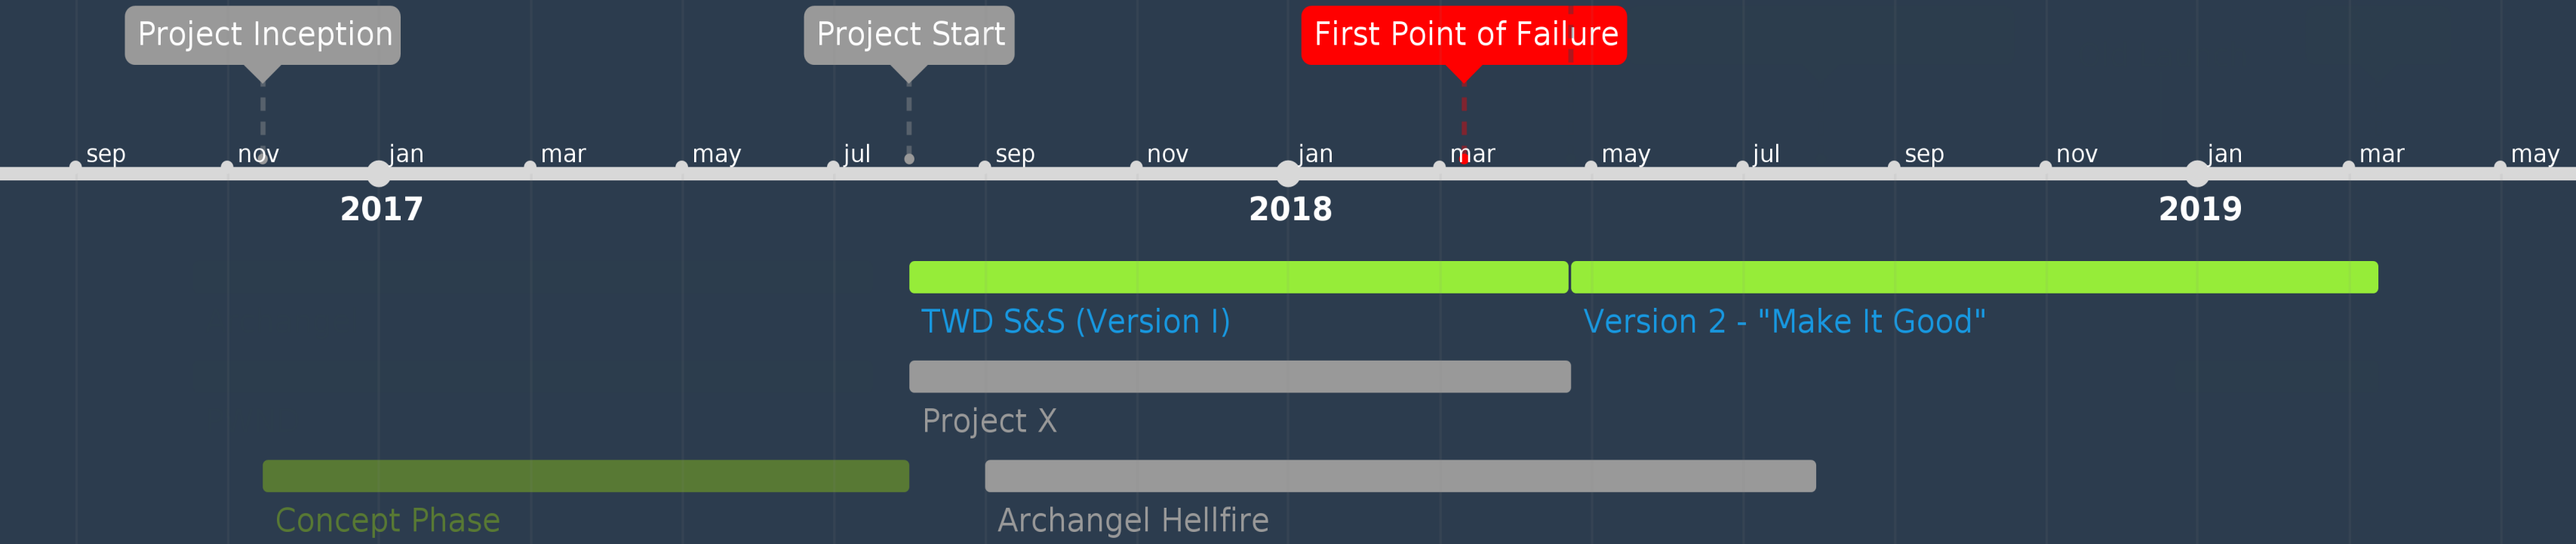 Project Inception
Project Start
First Point of Failure
sep nov jan mar may jul sep nov jan mar may jul sep nov jan mar may
2017 2018 2019
TWD S&S (Version I)
Version 2 - "Make It Good"
Project X
Concept Phase
Archangel Hellfire